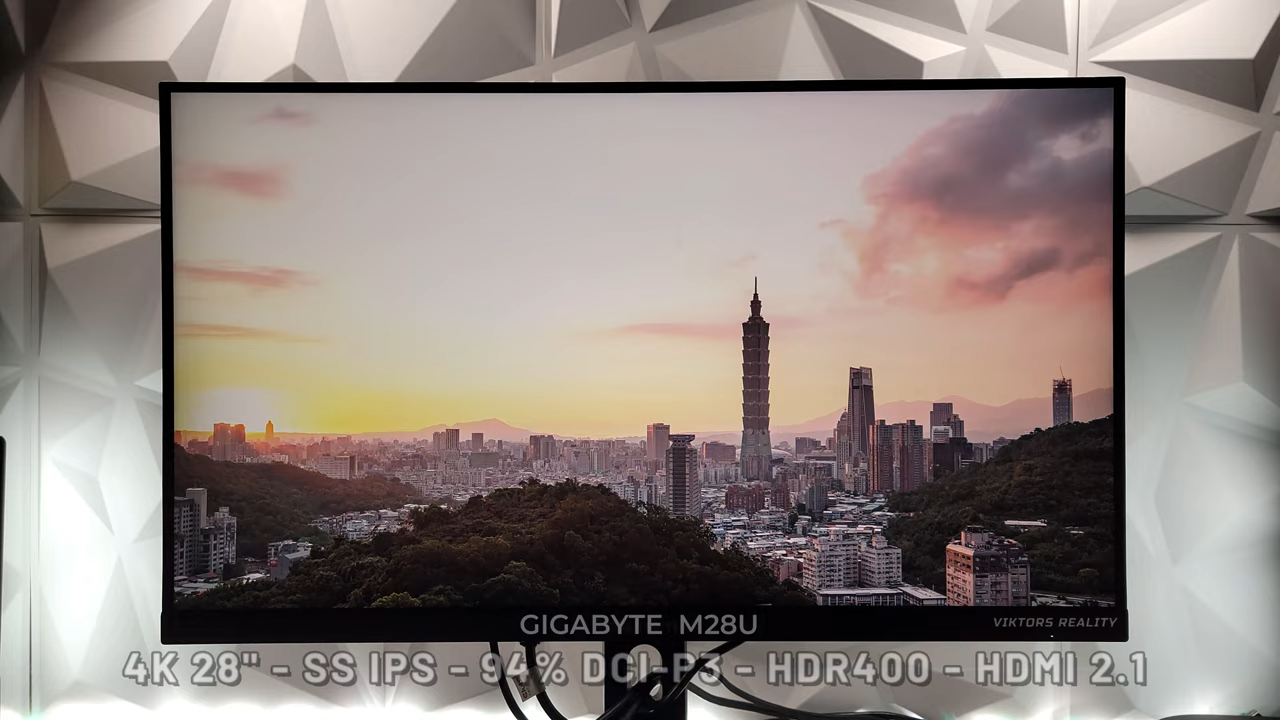 GIGABYTE M28U
VIKTORS REALITY
4K 28" - SS IPS - 94% DCI-P3 - HDR400 - HDMI 2.1